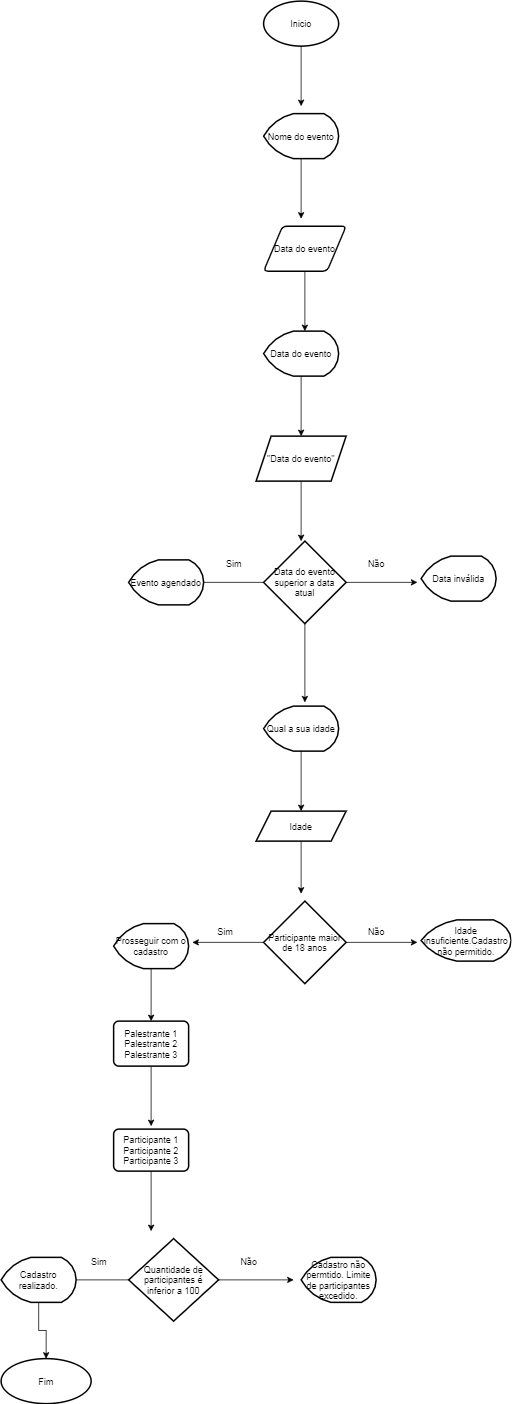 Inicio
Nome do evento
Data do evento
Data do evento
"Data do evento"
Sim
Não
Evento agendado
Data do evento
superior a data
atual
Data inválida
Qual a sua idade
Idade
Sim
Não
Prosseguir com o
cadastro
Participante maior
de 18 anos
Idade
insuficiente.Cadastro
não permitido.
Palestrante 1
Palestrante 2
Palestrante 3
Participante 1
Participante 2
Participante 3
Sim
Não
Cadastro
realizado.
Quantidade de
participantes é
inferior a 100
Cadastro não
permtido. Limite
de participantes
excedido.
Fim